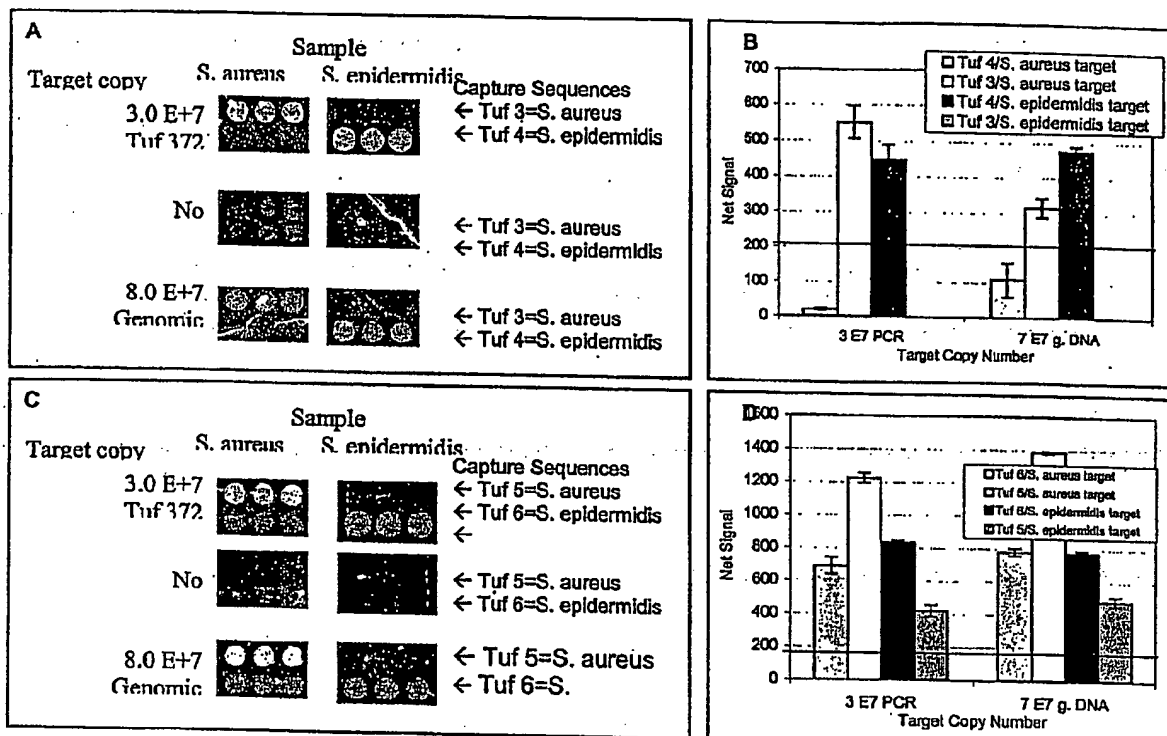 A
Sample
Target copy S. aureus S. epidermidis
Capture Sequences
3.0 E+7 ← Tuf 3=S. aureus
Tuf 372 ← Tuf 4=S. epidermidis
No ← Tuf 3=S. aureus
← Tuf 4=S. epidermidis
8.0 E+7 ← Tuf 3=S. aureus
Genomic ← Tuf 4=S. epidermidis
B
Tuf 4/S. aureus target
Tuf 3/S. aureus target
Tuf 4/S. epidermidis target
Tuf 3/S. epidermidis target
700
600
500
400
300
200
100
0
Net Signal
3 E7 PCR 7 E7 g. DNA
Target Copy Number
C
Sample
Target copy S. aureus S. epidermidis
Capture Sequences
3.0 E+7 ← Tuf 5=S. aureus
Tuf 372 ← Tuf 6=S. epidermidis
←
No ← Tuf 5=S. aureus
← Tuf 6=S. epidermidis
8.0 E+7 ← Tuf 5=S. aureus
Genomic ← Tuf 6=S.
D
Tuf 6/S. aureus target
Tuf 5/S. aureus target
Tuf 6/S. epidermidis target
Tuf 5/S. epidermidis target
1600
1400
1200
1000
800
600
400
200
0
Net Signal
3 E7 PCR 7 E7 g. DNA
Target Copy Number